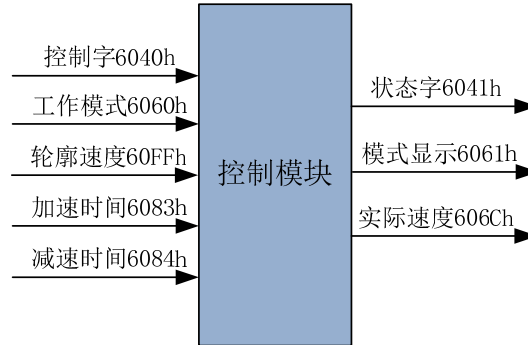 控制字6040h
工作模式6060h
轮廓速度60FFh
加速时间6083h
减速时间6084h
控制模块
状态字6041h
模式显示6061h
实际速度606Ch